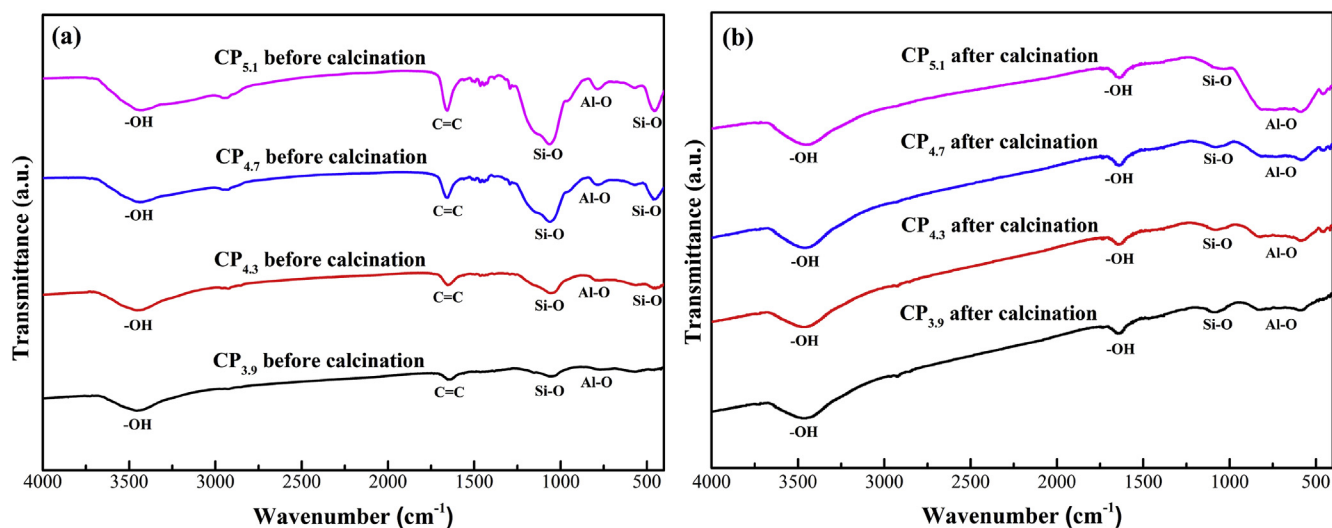 (a)
CP5.1 before calcination
-OH
C=C
Si-O
Al-O
Si-O
CP4.7 before calcination
-OH
C=C
Si-O
Al-O
Si-O
CP4.3 before calcination
-OH
C=C
Si-O
Al-O
Si-O
CP3.9 before calcination
-OH
C=C
Si-O
Al-O
Transmittance (a.u.)
4000 3500 3000 2500 2000 1500 1000 500
Wavenumber (cm-1)
(b)
CP5.1 after calcination
-OH
-OH
Si-O
Al-O
CP4.7 after calcination
-OH
-OH
Si-O
Al-O
CP4.3 after calcination
-OH
-OH
Si-O
Al-O
CP3.9 after calcination
-OH
-OH
Si-O
Al-O
Transmittance (a.u.)
4000 3500 3000 2500 2000 1500 1000 500
Wavenumber (cm-1)